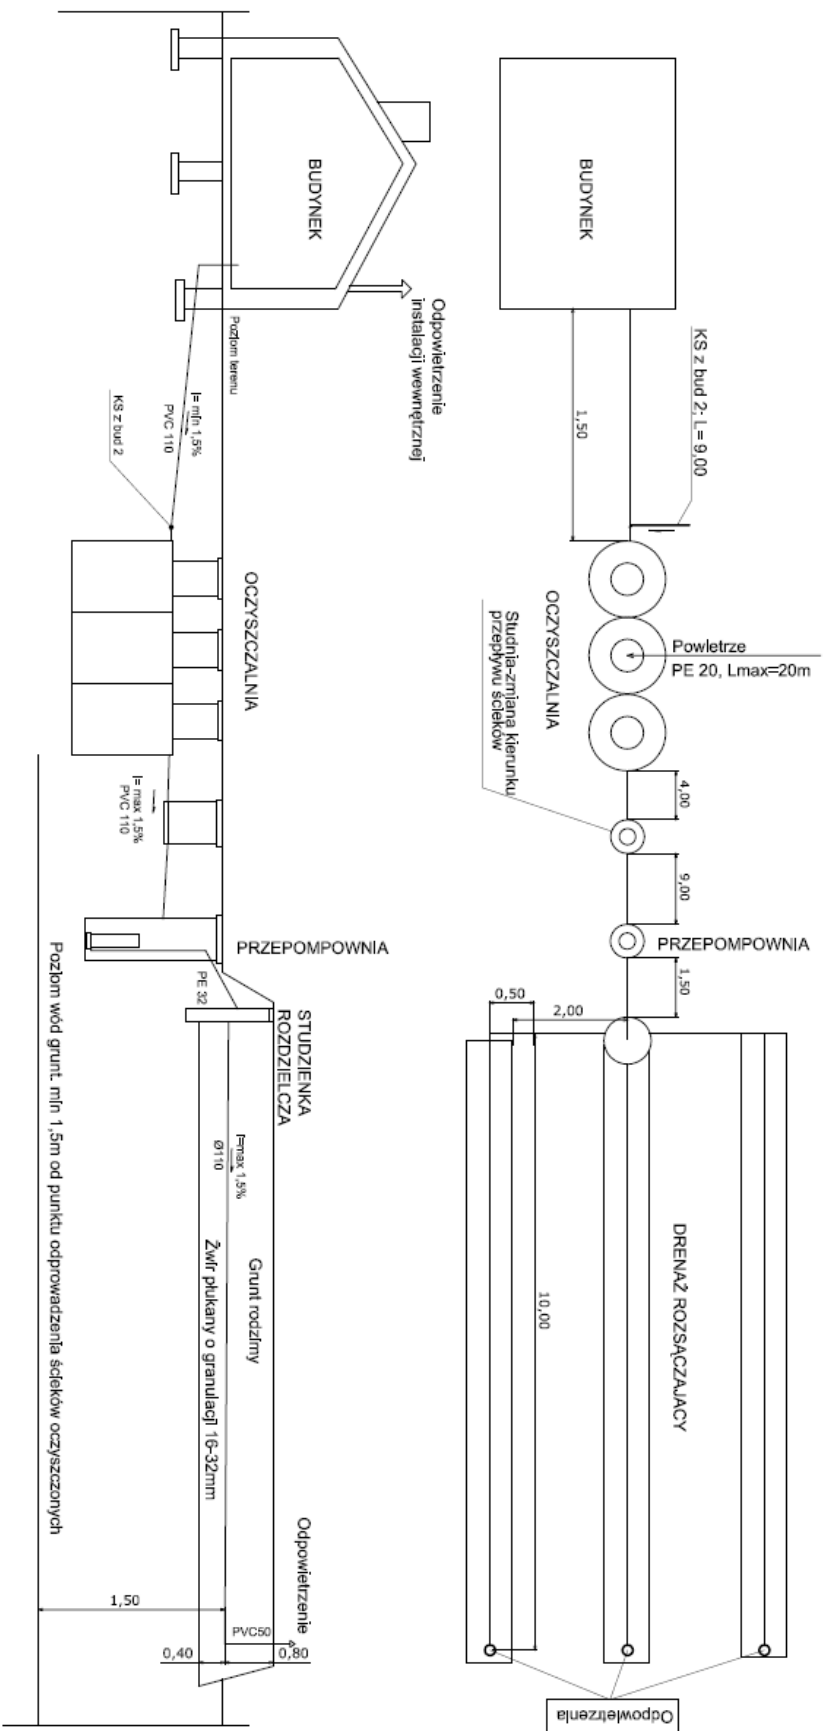 BUDYNEK
KS z bud 2; L= 9,00
1,50
OCZYSZCZALNIA
Powietrze
PE 20, Lmax=20m
Studnia-zmiana kierunku
przepływu ścieków
4,00
9,00
PRZEPOMPOWNIA
1,50
0,50
2,00
DRENAŻ ROZSĄCZAJACY
10,00
Odpowietrzenia
BUDYNEK
Odpowietrzenie
instalacji wewnętrznej
Poziom terenu
I= min 1,5%
PVC 110
KS z bud 2
OCZYSZCZALNIA
I= max 1,5%
PVC 110
PRZEPOMPOWNIA
PE 32
STUDZIENKA
ROZDZIELCZA
I=max 1,5%
Ø110
Grunt rodzimy
Żwir płukany o granulacji 16-32mm
Odpowietrzenie
PVC50
1,50
0,40
0,80
Poziom wód grunt. min 1,5m od punktu odprowadzenia ścieków oczyszczonych